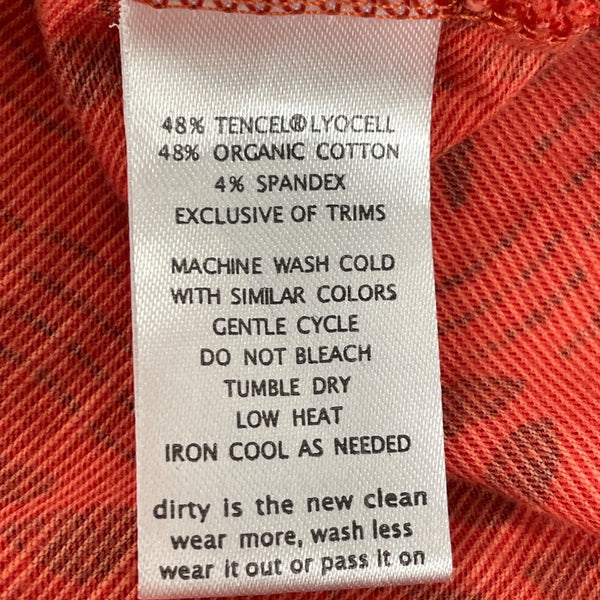 48% TENCEL® LYOCELL
48% ORGANIC COTTON
4% SPANDEX
EXCLUSIVE OF TRIMS
MACHINE WASH COLD
WITH SIMILAR COLORS
GENTLE CYCLE
DO NOT BLEACH
TUMBLE DRY
LOW HEAT
IRON COOL AS NEEDED
dirty is the new clean
wear more, wash less
wear it out or pass it on